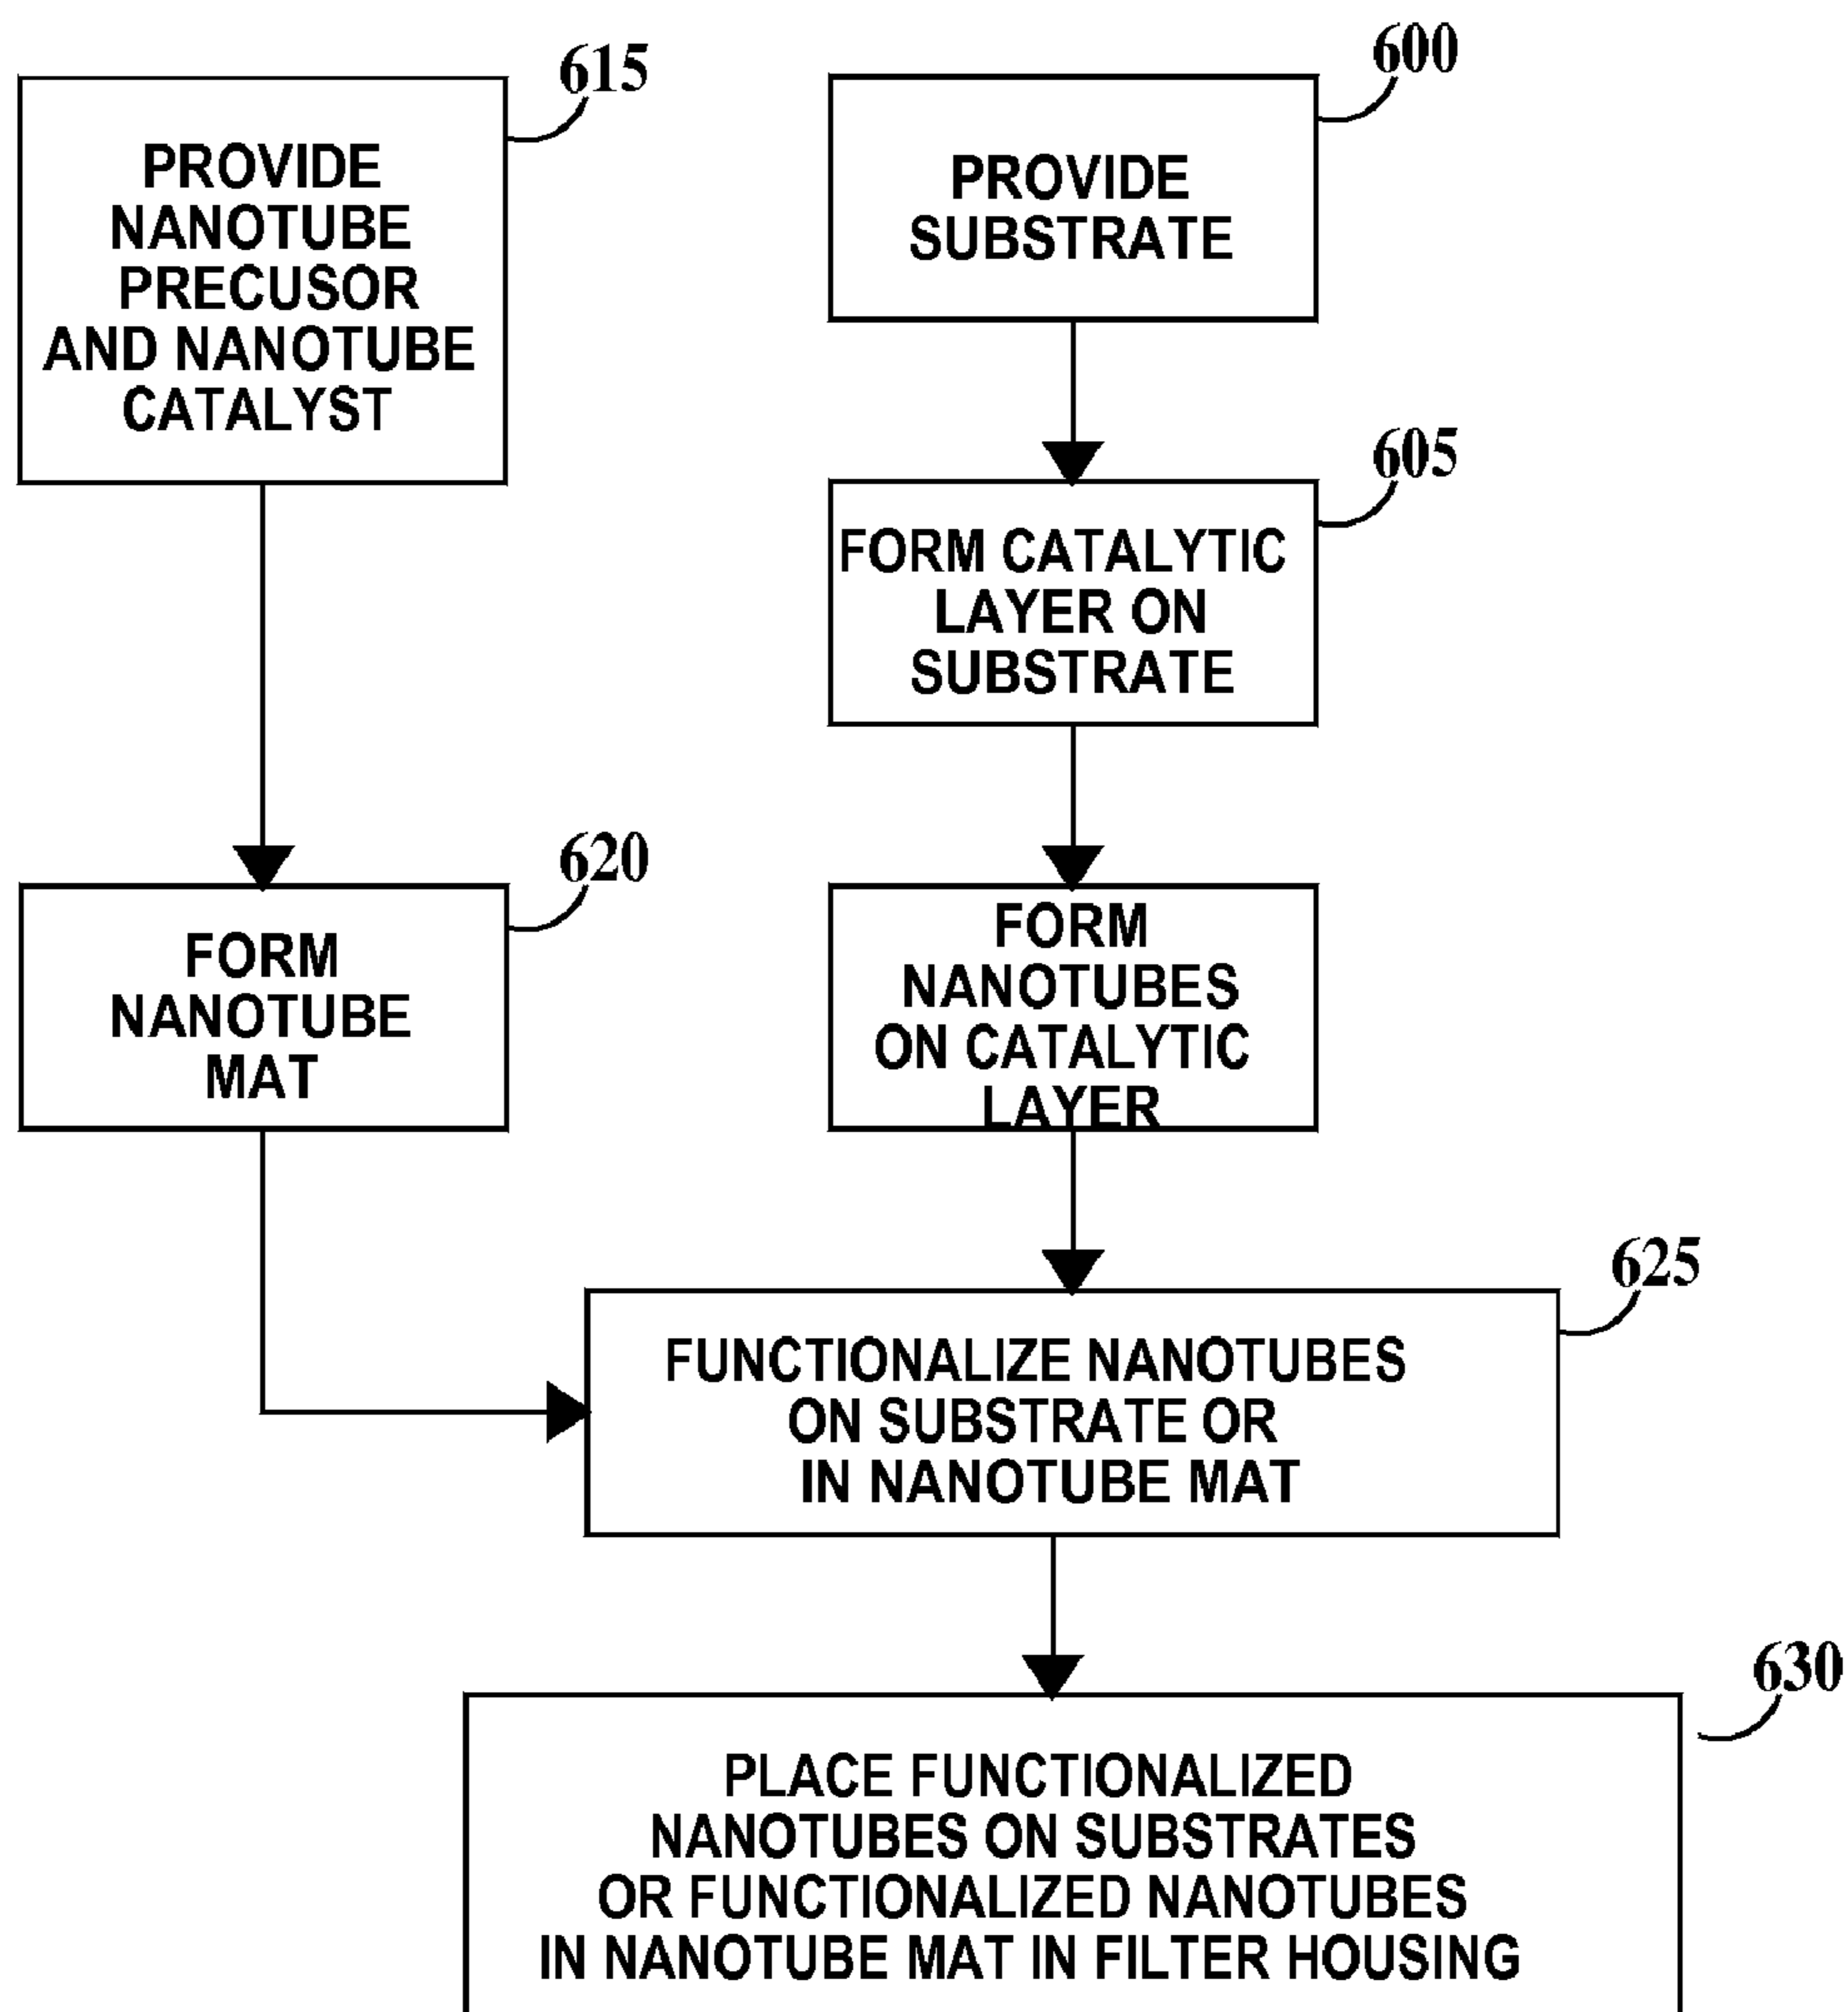 615
PROVIDE
NANOTUBE
PRECUSOR
AND NANOTUBE
CATALYST
600
PROVIDE
SUBSTRATE
605
FORM CATALYTIC
LAYER ON
SUBSTRATE
620
FORM
NANOTUBE
MAT
FORM
NANOTUBES
ON CATALYTIC
LAYER
625
FUNCTIONALIZE NANOTUBES
ON SUBSTRATE OR
IN NANOTUBE MAT
630
PLACE FUNCTIONALIZED
NANOTUBES ON SUBSTRATES
OR FUNCTIONALIZED NANOTUBES
IN NANOTUBE MAT IN FILTER HOUSING